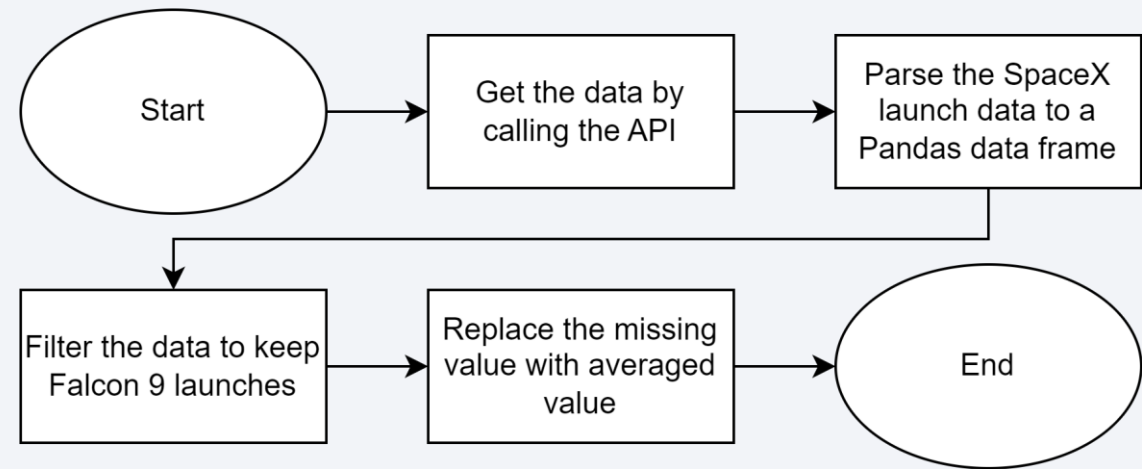 Start
Get the data by
calling the API
Parse the SpaceX
launch data to a
Pandas data frame
Filter the data to keep
Falcon 9 launches
Replace the missing
value with averaged
value
End